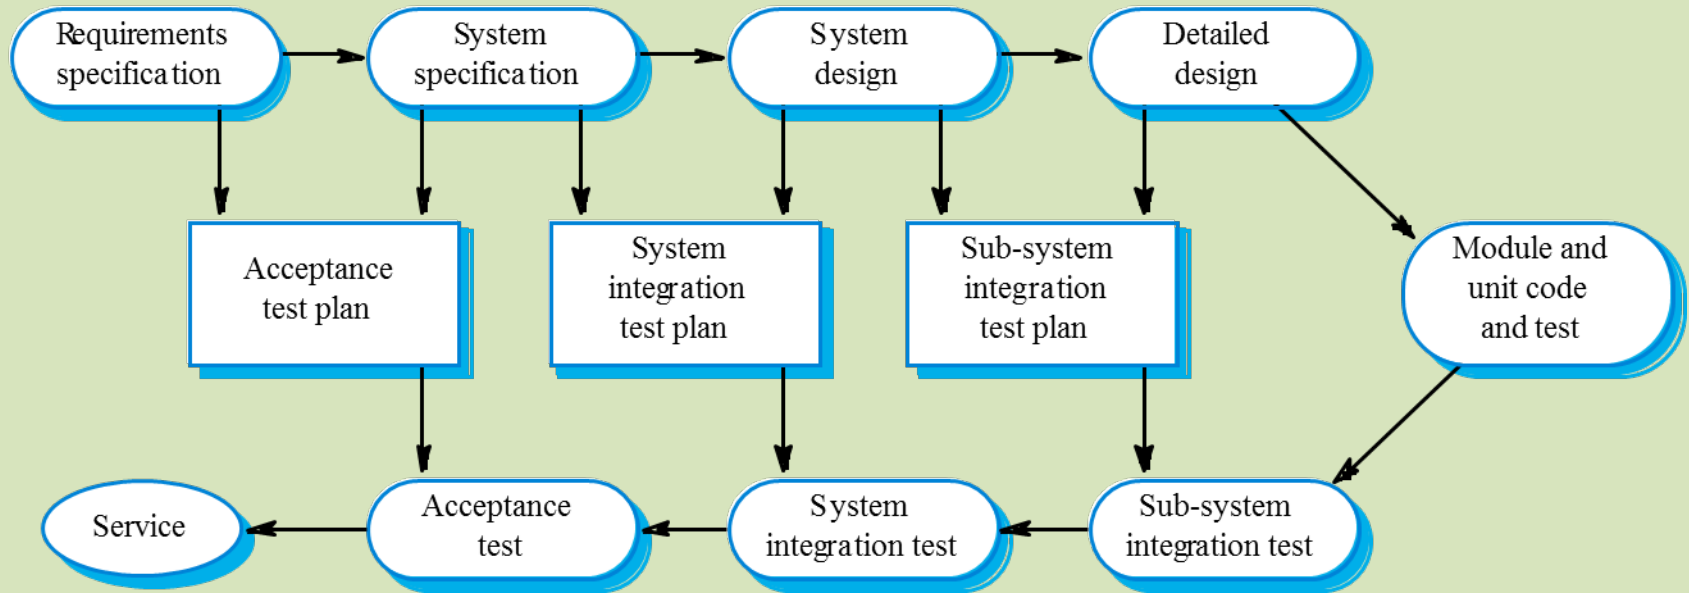 Requirements
specification
System
specification
System
design
Detailed
design
Acceptance
test plan
System
integration
test plan
Sub-system
integration
test plan
Module and
unit code
and test
Service
Acceptance
test
System
integration test
Sub-system
integration test